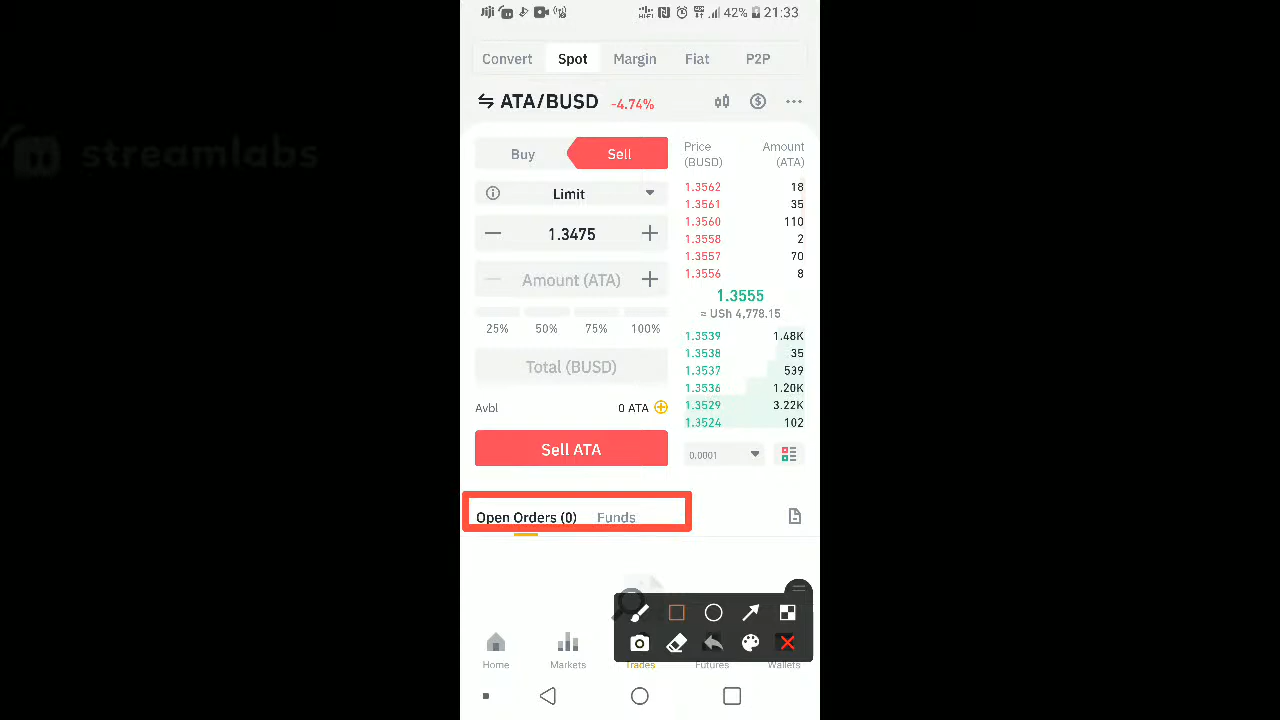 streamlabs
Jiji 42% 21:33
Convert Spot Margin Fiat P2P
ATA/BUSD -4.74%
Buy Sell
Limit
1.3475
Amount (ATA)
25% 50% 75% 100%
Total (BUSD)
Avbl 0 ATA
Sell ATA
Price Amount
(BUSD) (ATA)
1.3562 18
1.3561 35
1.3560 110
1.3558 2
1.3557 70
1.3556 8
1.3555
≈ USh 4,778.15
1.3539 1.48K
1.3538 35
1.3537 539
1.3536 1.20K
1.3529 3.22K
1.3524 102
0.0001
Open Orders (0) Funds
Home Markets Trades Futures Wallets